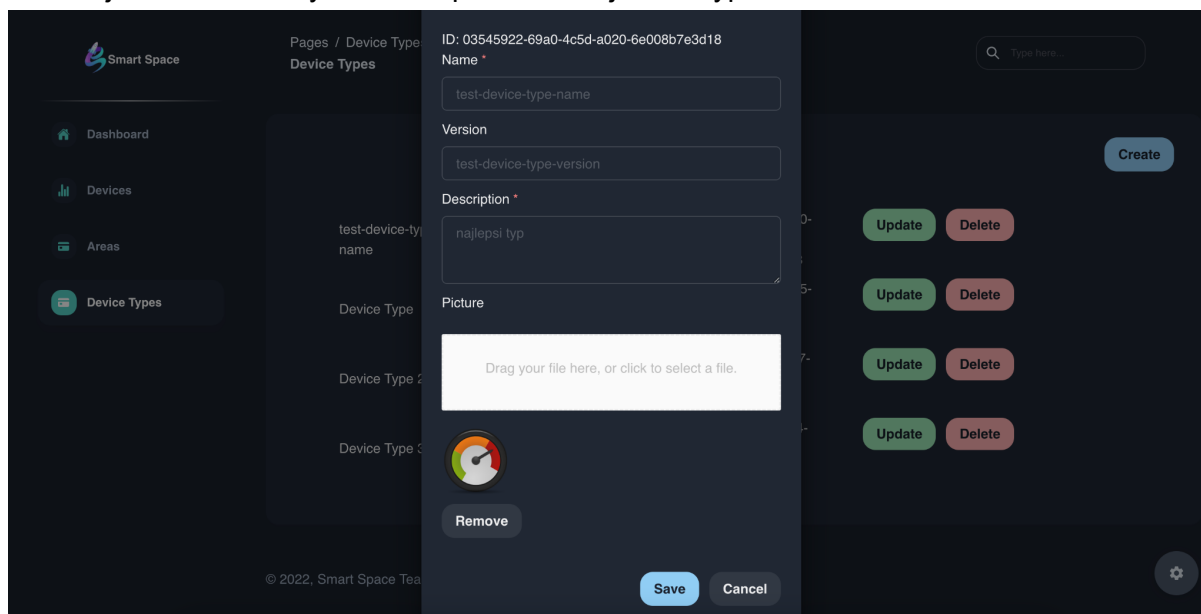 Smart Space
Pages / Device Type
Device Types
Type here...
Dashboard
Devices
Areas
Device Types
ID: 03545922-69a0-4c5d-a020-6e008b7e3d18
Name *
test-device-type-name
Version
test-device-type-version
Description *
najlepsi typ
Picture
Drag your file here, or click to select a file.
Remove
Save Cancel
Create
test-device-ty
name
Update Delete
Device Type
Update Delete
Device Type 2
Update Delete
Device Type 3
Update Delete
© 2022, Smart Space Tea